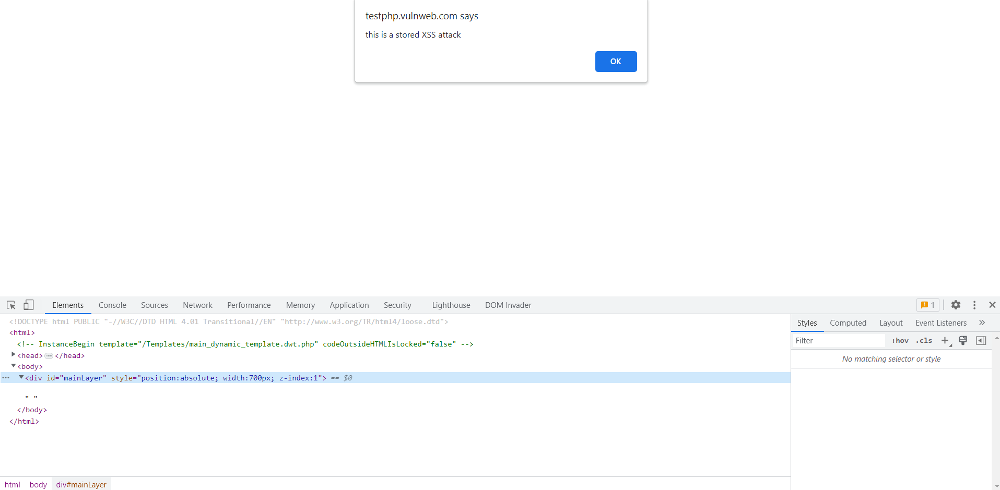 testphp.vulnweb.com says
this is a stored XSS attack
OK
Elements Console Sources Network Performance Memory Application Security Lighthouse DOM Invader 1
<!DOCTYPE html PUBLIC "-//W3C//DTD HTML 4.01 Transitional//EN" "http://www.w3.org/TR/html4/loose.dtd">
<html>
<!-- InstanceBegin template="/Templates/main_dynamic_template.dwt.php" codeOutsideHTMLIsLocked="false" -->
<head>…</head>
<body>
<div id="mainLayer" style="position:absolute; width:700px; z-index:1"> == $0
" "
</body>
</html>
html body div#mainLayer
Styles Computed Layout Event Listeners »
Filter :hov .cls +
No matching selector or style